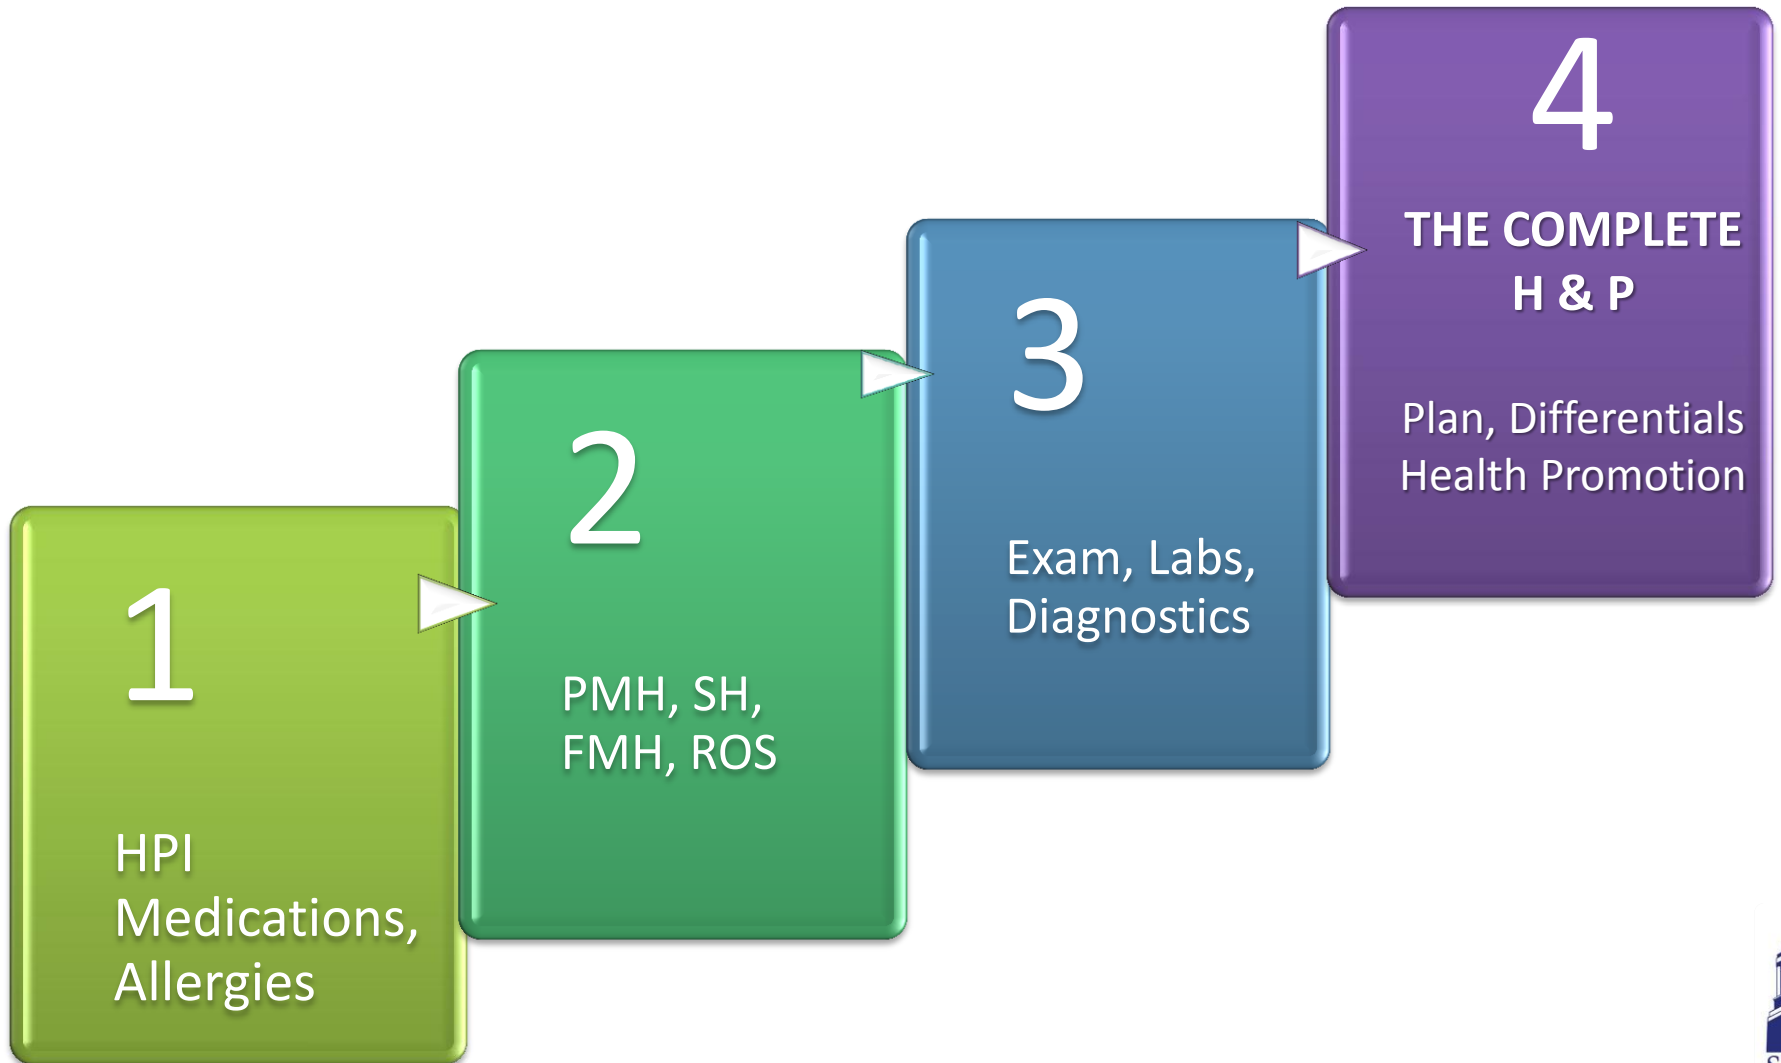 1
HPI
Medications,
Allergies
2
PMH, SH,
FMH, ROS
3
Exam, Labs,
Diagnostics
4
THE COMPLETE
H & P
Plan, Differentials
Health Promotion